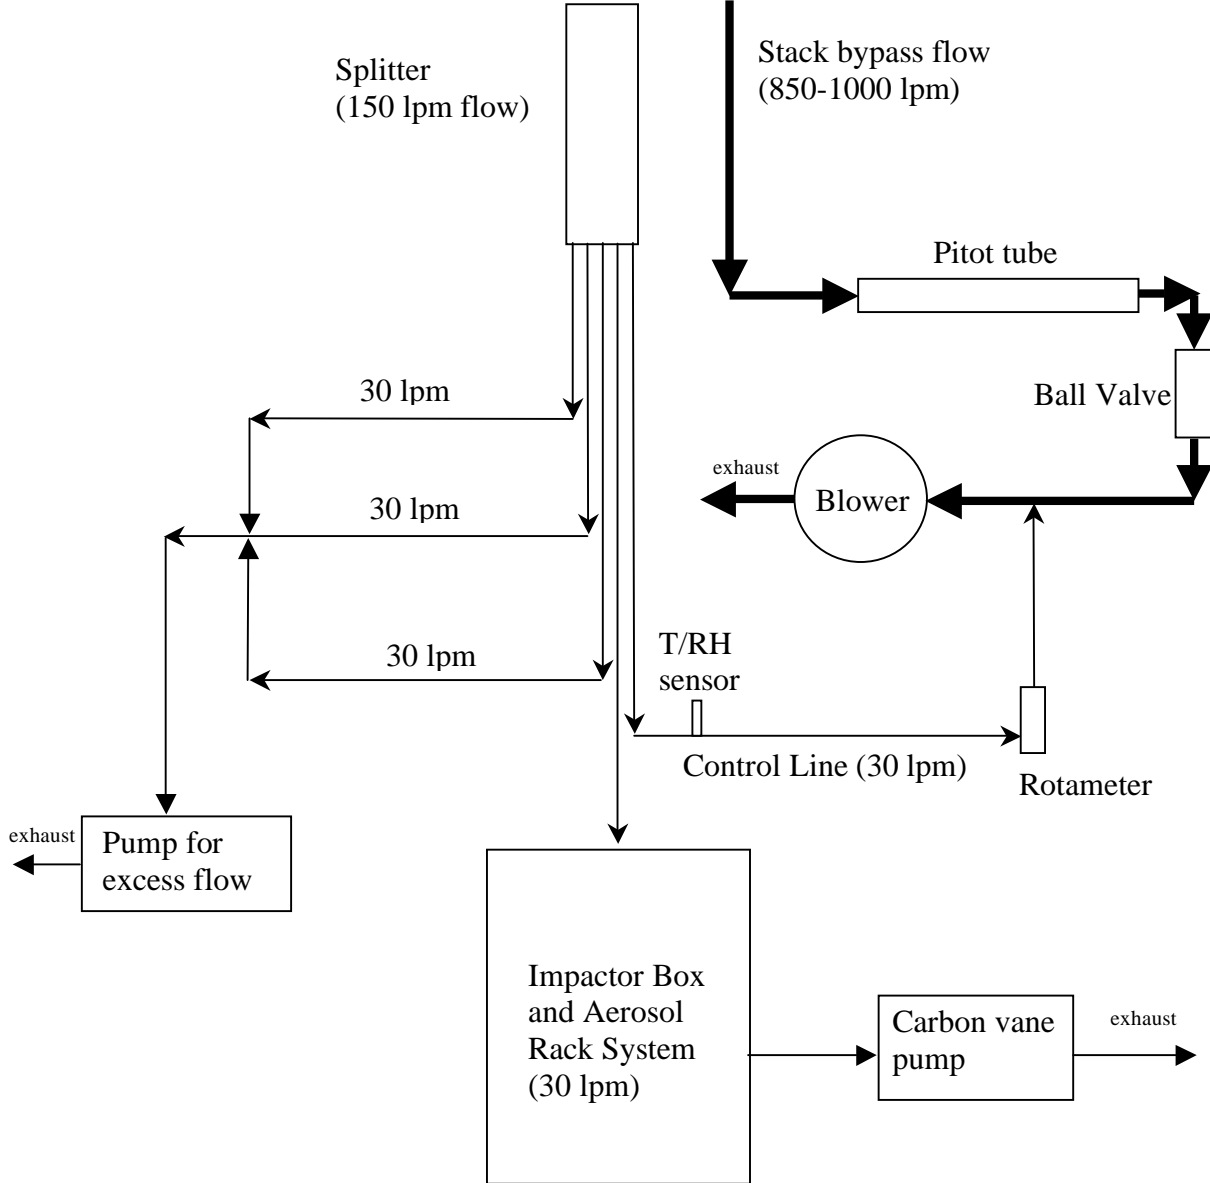 Splitter
(150 lpm flow)
Stack bypass flow
(850-1000 lpm)
Pitot tube
Ball Valve
30 lpm
exhaust
Blower
30 lpm
30 lpm
T/RH
sensor
Control Line (30 lpm)
Rotameter
exhaust
Pump for
excess flow
Impactor Box
and Aerosol
Rack System
(30 lpm)
Carbon vane
pump
exhaust